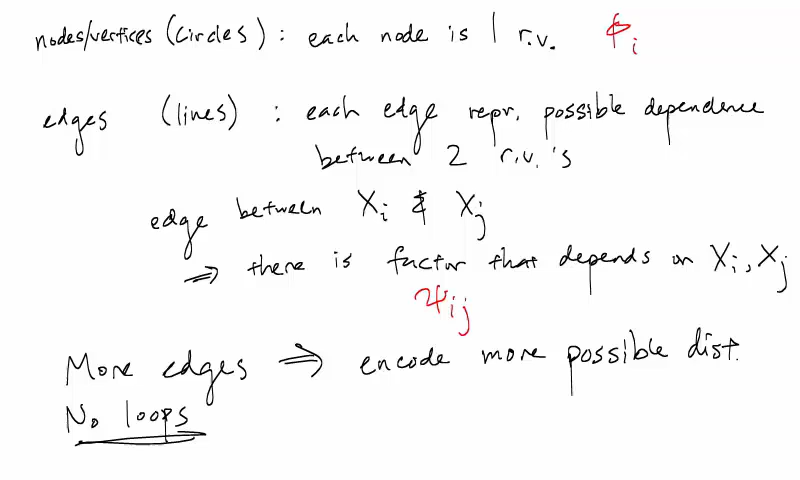 nodes/vertices (circles) : each node is 1 r.v. ϕi
edges (lines) : each edge repr. possible dependence
between 2 r.v.'s
edge between Xi & Xj
⇒ there is factor that depends on Xi, Xj
ψij
More edges ⇒ encode more possible dist.
No loops